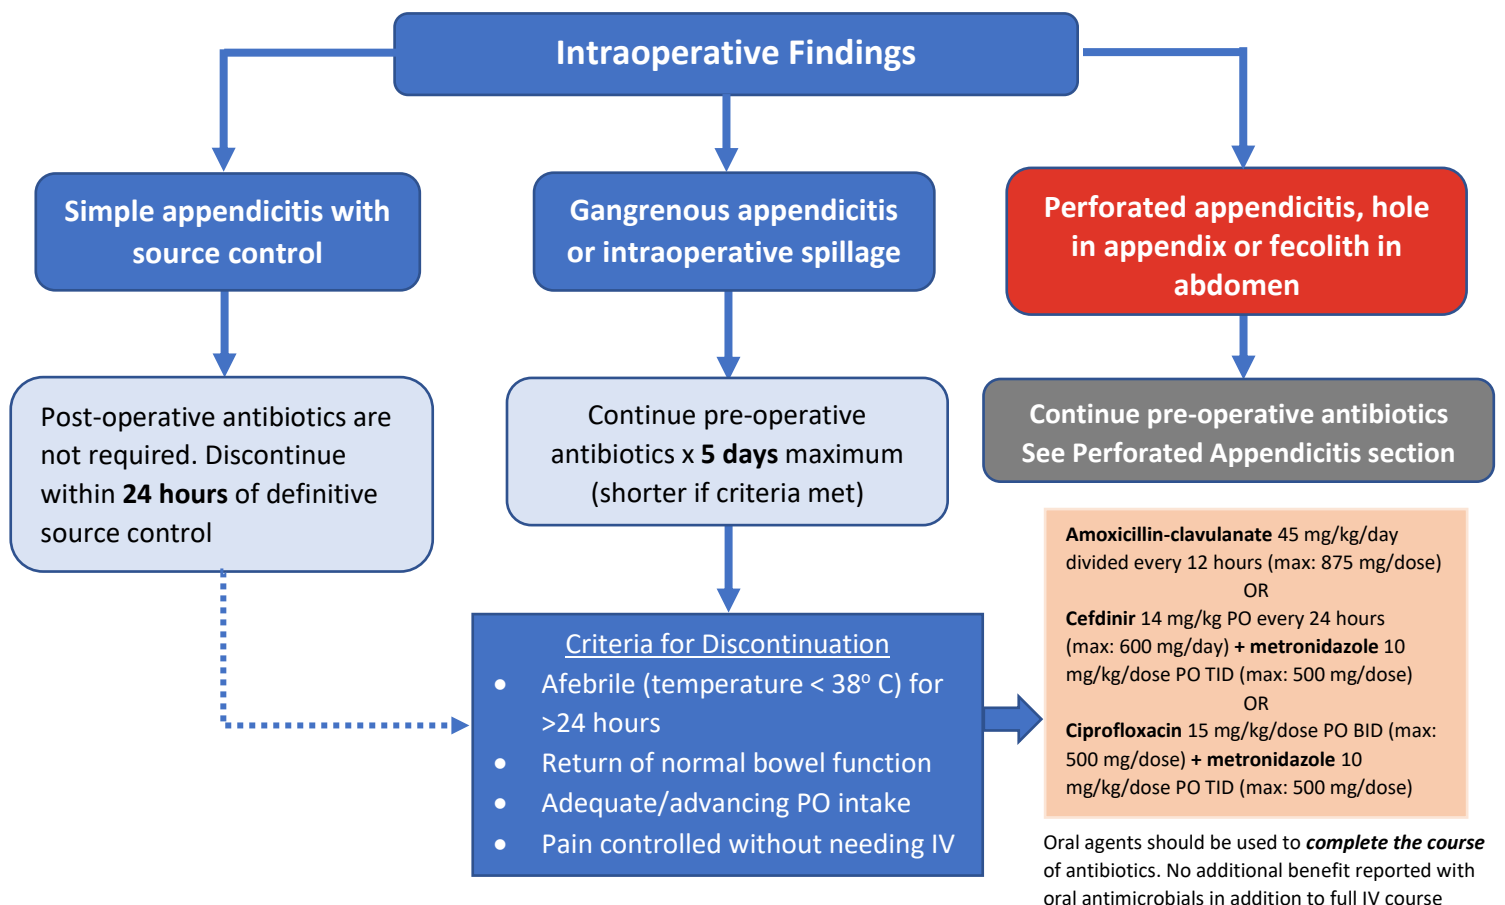 Intraoperative Findings
Simple appendicitis with
source control
Gangrenous appendicitis
or intraoperative spillage
Perforated appendicitis, hole
in appendix or fecolith in
abdomen
Post-operative antibiotics are
not required. Discontinue
within 24 hours of definitive
source control
Continue pre-operative
antibiotics x 5 days maximum
(shorter if criteria met)
Continue pre-operative antibiotics
See Perforated Appendicitis section
Criteria for Discontinuation
• Afebrile (temperature < 38° C) for
>24 hours
• Return of normal bowel function
• Adequate/advancing PO intake
• Pain controlled without needing IV
Amoxicillin-clavulanate 45 mg/kg/day
divided every 12 hours (max: 875 mg/dose)
OR
Cefdinir 14 mg/kg PO every 24 hours
(max: 600 mg/day) + metronidazole 10
mg/kg/dose PO TID (max: 500 mg/dose)
OR
Ciprofloxacin 15 mg/kg/dose PO BID (max:
500 mg/dose) + metronidazole 10
mg/kg/dose PO TID (max: 500 mg/dose)
Oral agents should be used to complete the course
of antibiotics. No additional benefit reported with
oral antimicrobials in addition to full IV course